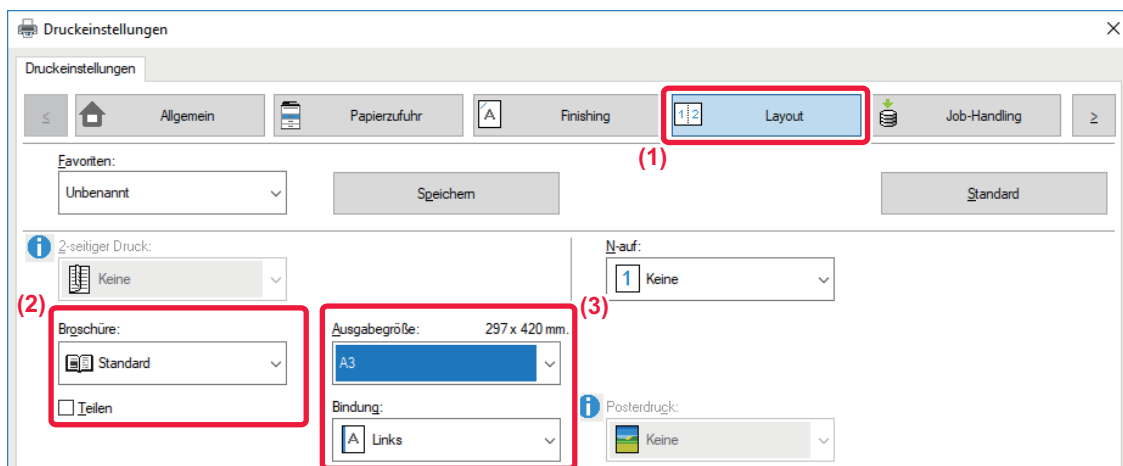 Druckeinstellungen
Druckeinstellungen
Allgemein
Papierzufuhr
Finishing
Layout
Job-Handling
(1)
Favoriten:
Unbenannt
Speichern
Standard
2-seitiger Druck:
Keine
N-auf:
1 Keine
(2)
(3)
Broschüre:
Standard
Teilen
Ausgabegröße: 297 x 420 mm.
A3
Bindung:
A Links
Posterdruck:
Keine